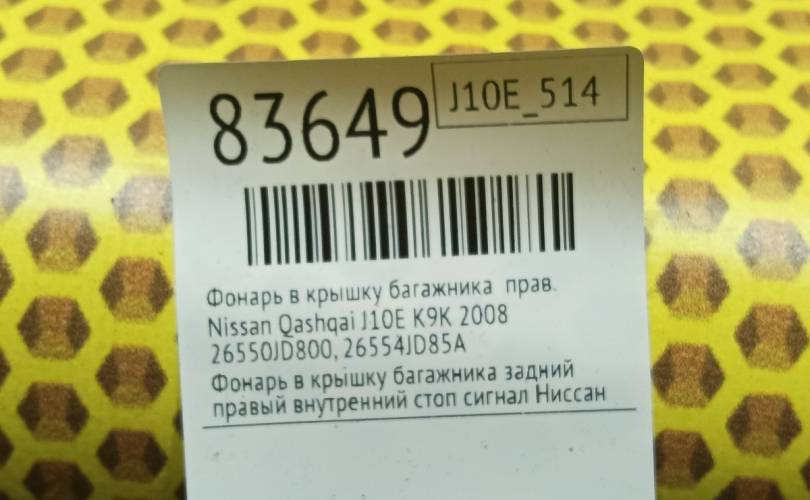 83649
J10E_514
Фонарь в крышку багажника прав.
Nissan Qashqai J10E K9K 2008
26550JD800, 26554JD85A
Фонарь в крышку багажника задний
правый внутренний стоп сигнал Ниссан